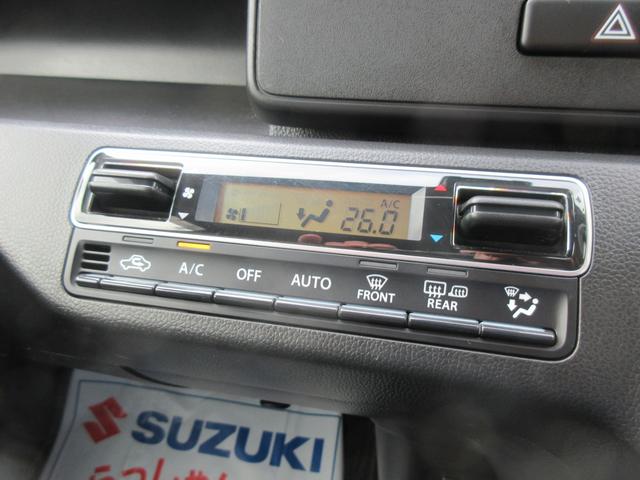 A/C
26.0
A/C OFF AUTO FRONT REAR
SUZUKI